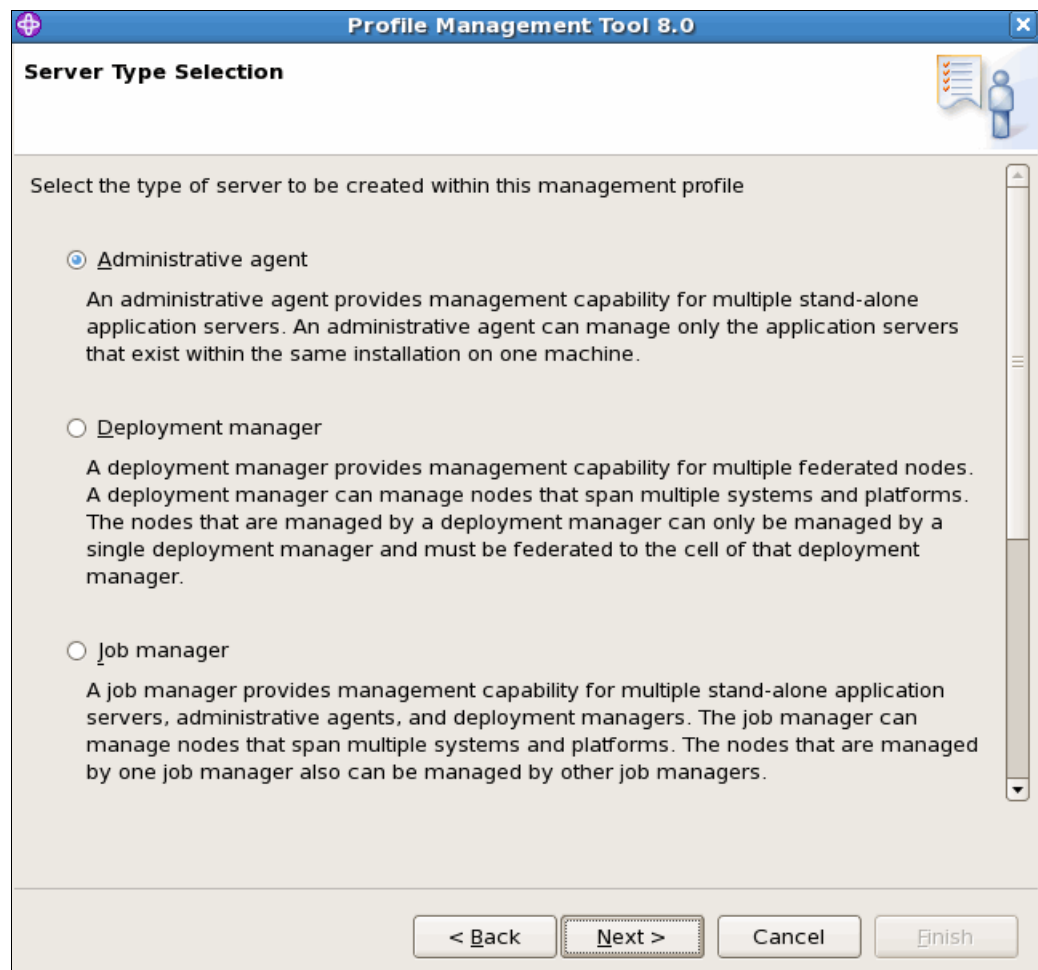 Profile Management Tool 8.0
Server Type Selection
Select the type of server to be created within this management profile
Administrative agent
An administrative agent provides management capability for multiple stand-alone
application servers. An administrative agent can manage only the application servers
that exist within the same installation on one machine.
Deployment manager
A deployment manager provides management capability for multiple federated nodes.
A deployment manager can manage nodes that span multiple systems and platforms.
The nodes that are managed by a deployment manager can only be managed by a
single deployment manager and must be federated to the cell of that deployment
manager.
Job manager
A job manager provides management capability for multiple stand-alone application
servers, administrative agents, and deployment managers. The job manager can
manage nodes that span multiple systems and platforms. The nodes that are managed
by one job manager also can be managed by other job managers.
< Back Next > Cancel Finish